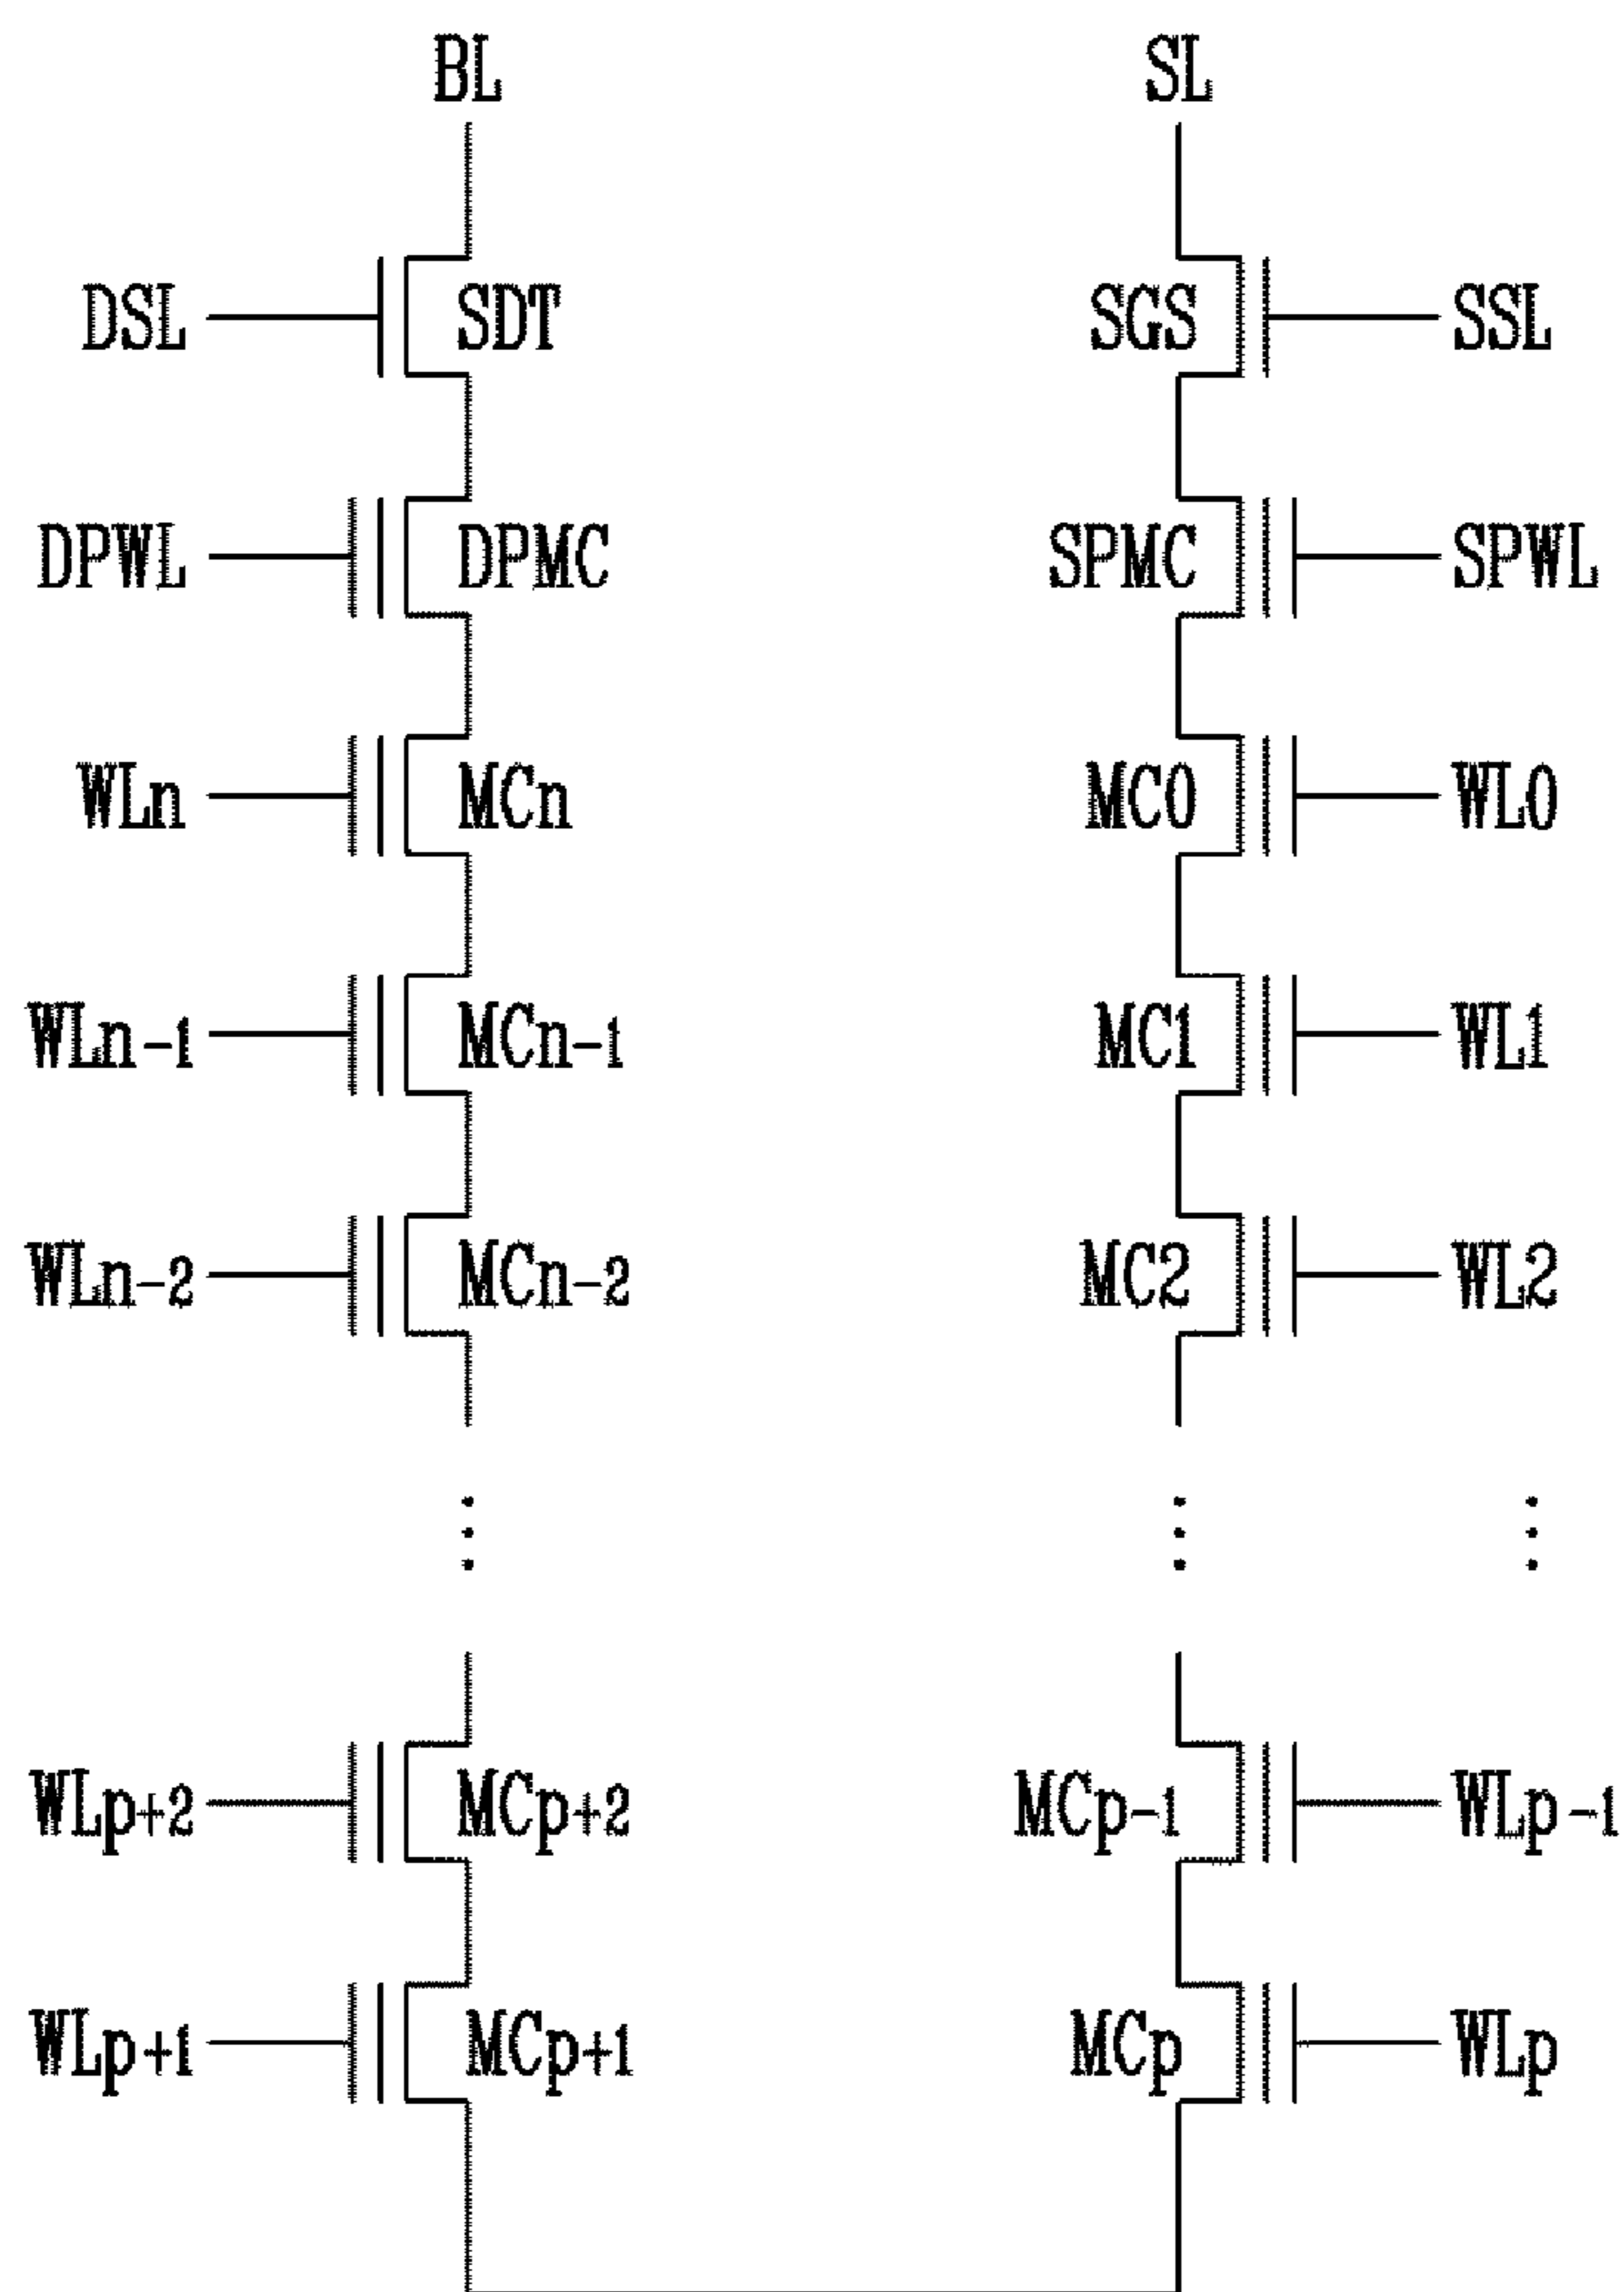 BL SL
DSL SDT SGS SSL
DPWL DPMC SPMC SPWL
WLn MCn MC0 WL0
WLn-1 MCn-1 MC1 WL1
WLn-2 MCn-2 MC2 WL2
WLp+2 MCp+2 MCp-1 WLp-1
WLp+1 MCp+1 MCp WLp